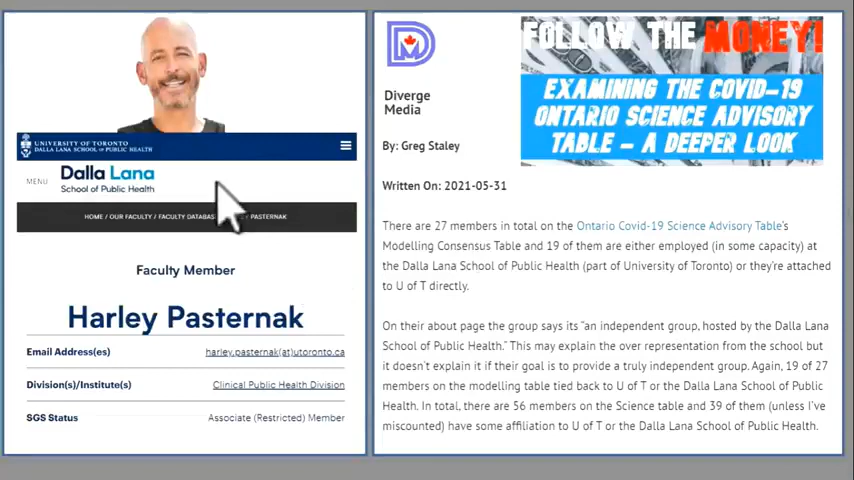 UNIVERSITY OF TORONTO
DALLA LANA SCHOOL OF PUBLIC HEALTH
MENU
Dalla Lana
School of Public Health
HOME / OUR FACULTY / FACULTY DATABAS PASTERNAK
Faculty Member
Harley Pasternak
Email Address(es) harley.pasternak(at)utoronto.ca
Division(s)/Institute(s) Clinical Public Health Division
SGS Status Associate (Restricted) Member
DM
Diverge
Media
By: Greg Staley
Written On: 2021-05-31
FOLLOW THE MONEY!
EXAMINING THE COVID-19
ONTARIO SCIENCE ADVISORY
TABLE - A DEEPER LOOK
There are 27 members in total on the Ontario Covid-19 Science Advisory Table's
Modelling Consensus Table and 19 of them are either employed (in some capacity) at
the Dalla Lana School of Public Health (part of University of Toronto) or they're attached
to U of T directly.
On their about page the group says its "an independent group, hosted by the Dalla Lana
School of Public Health." This may explain the over representation from the school but
it doesn't explain it if their goal is to provide a truly independent group. Again, 19 of 27
members on the modelling table tied back to U of T or the Dalla Lana School of Public
Health. In total, there are 56 members on the Science table and 39 of them (unless I've
miscounted) have some affiliation to U of T or the Dalla Lana School of Public Health.